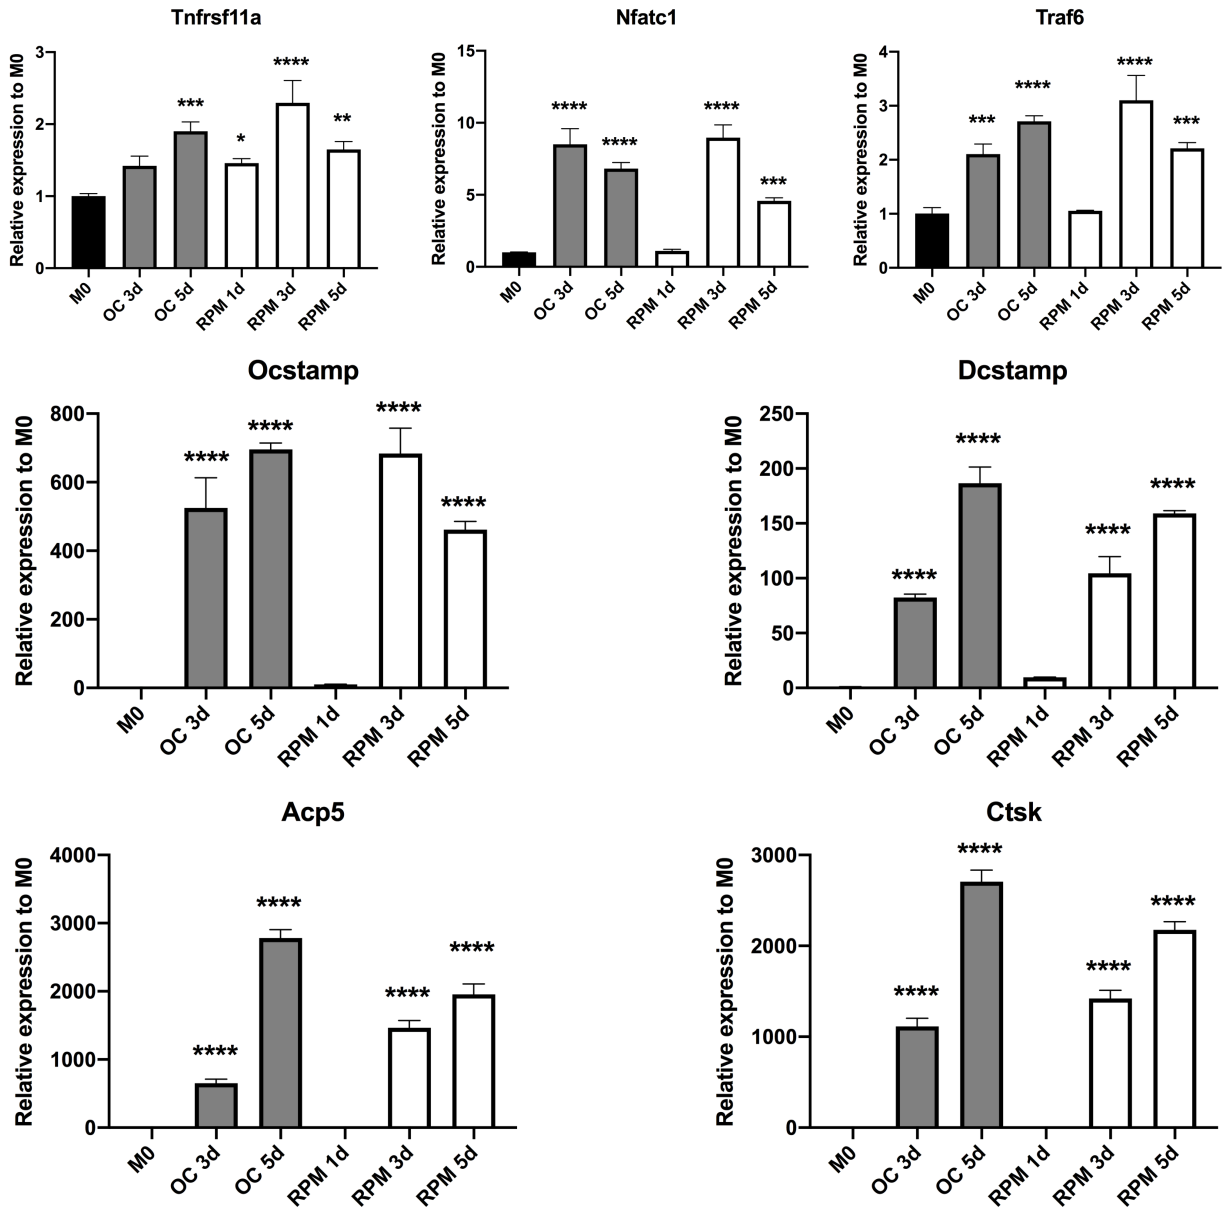 Tnfrsf11a
Relative expression to M0
3
2
1
0
***
*
****
**
M0
OC 3d
OC 5d
RPM 1d
RPM 3d
RPM 5d
Nfatc1
Relative expression to M0
15
10
5
0
****
****
****
***
M0
OC 3d
OC 5d
RPM 1d
RPM 3d
RPM 5d
Traf6
Relative expression to M0
4
3
2
1
0
***
****
****
***
M0
OC 3d
OC 5d
RPM 1d
RPM 3d
RPM 5d
Ocstamp
Relative expression to M0
800
600
400
200
0
****
****
****
****
M0
OC 3d
OC 5d
RPM 1d
RPM 3d
RPM 5d
Dcstamp
Relative expression to M0
250
200
150
100
50
0
****
****
****
****
M0
OC 3d
OC 5d
RPM 1d
RPM 3d
RPM 5d
Acp5
Relative expression to M0
4000
3000
2000
1000
0
****
****
****
****
M0
OC 3d
OC 5d
RPM 1d
RPM 3d
RPM 5d
Ctsk
Relative expression to M0
3000
2000
1000
0
****
****
****
****
M0
OC 3d
OC 5d
RPM 1d
RPM 3d
RPM 5d